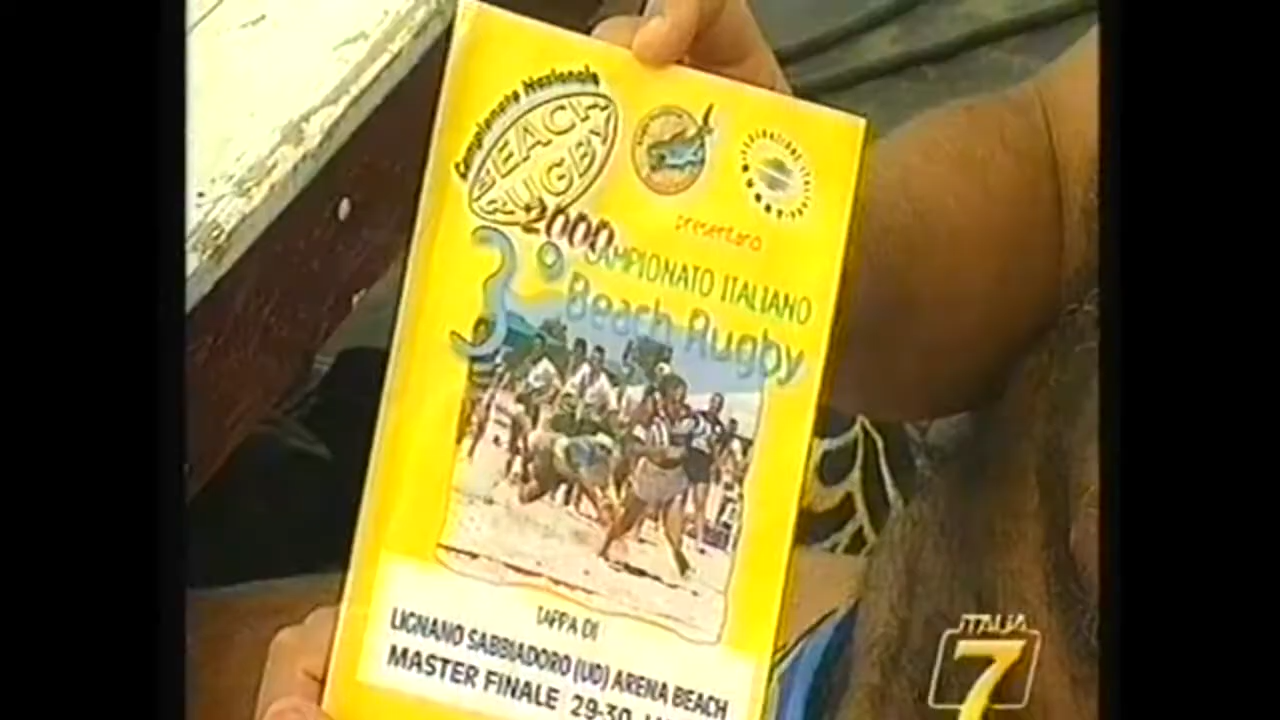 Campionato Nazionale
BEACH
RUGBY
2000
presentano
3° CAMPIONATO ITALIANO
Beach Rugby
TAPPA DI
LIGNANO SABBIADORO (UD) ARENA BEACH
MASTER FINALE 29-30
ITALIA
7